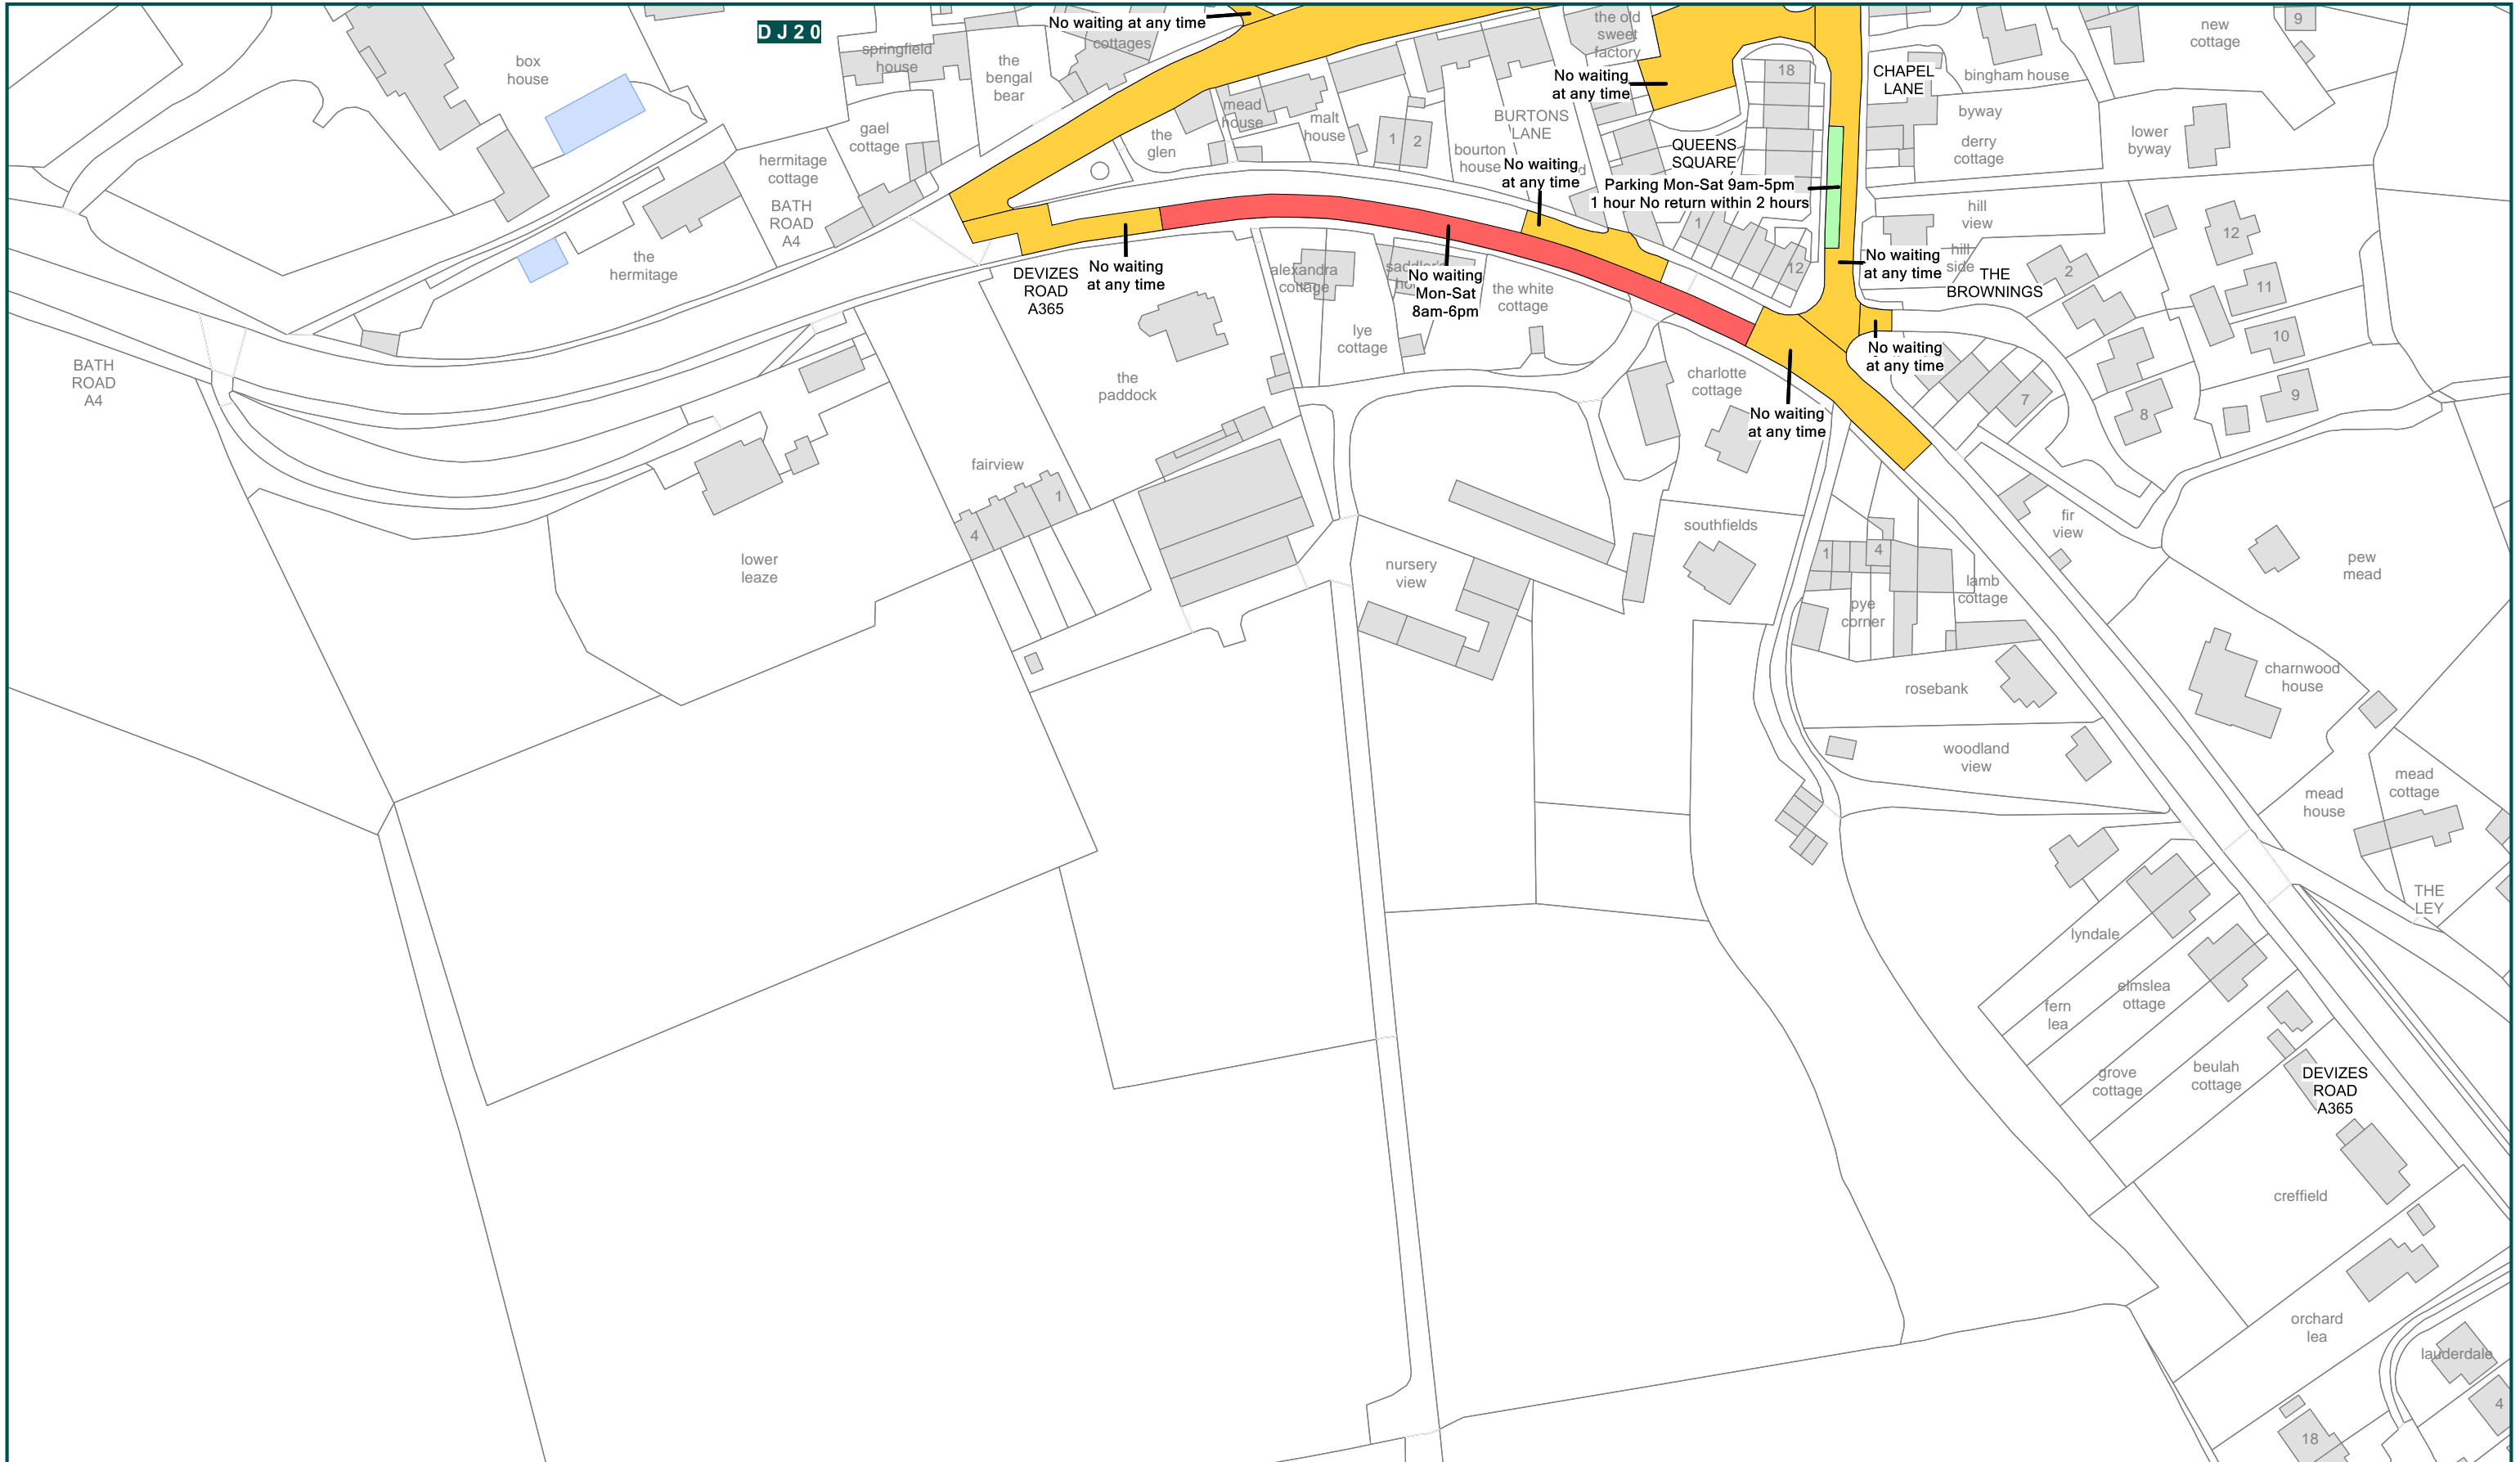 DJ20
No waiting at any time
cottages
the old
sweet
factory
new
cottage
9
box
house
springfield
house
the
bengal
bear
No waiting
at any time
18
CHAPEL
LANE
bingham house
mead
house
malt
house
1
2
BURTONS
LANE
byway
derry
cottage
lower
byway
gael
cottage
the
glen
bourton
house
QUEENS
SQUARE
hermitage
cottage
No waiting
at any time
Parking Mon-Sat 9am-5pm
1 hour No return within 2 hours
BATH
ROAD
A4
hill
view
1
12
12
the
hermitage
DEVIZES
ROAD
A365
No waiting
at any time
alexandra
cottage
No waiting
Mon-Sat
8am-6pm
the white
cottage
No waiting
at any time
hill
side
THE
BROWNINGS
2
11
10
9
8
7
lye
cottage
No waiting
at any time
BATH
ROAD
A4
the
paddock
charlotte
cottage
No waiting
at any time
fairview
1
4
southfields
fir
view
lower
leaze
nursery
view
1
4
lamb
cottage
pye
corner
pew
mead
rosebank
charnwood
house
woodland
view
mead
house
mead
cottage
THE
LEY
lyndale
fern
lea
elmslea
ottage
grove
cottage
beulah
cottage
DEVIZES
ROAD
A365
creffield
orchard
lea
lauderdale
4
18